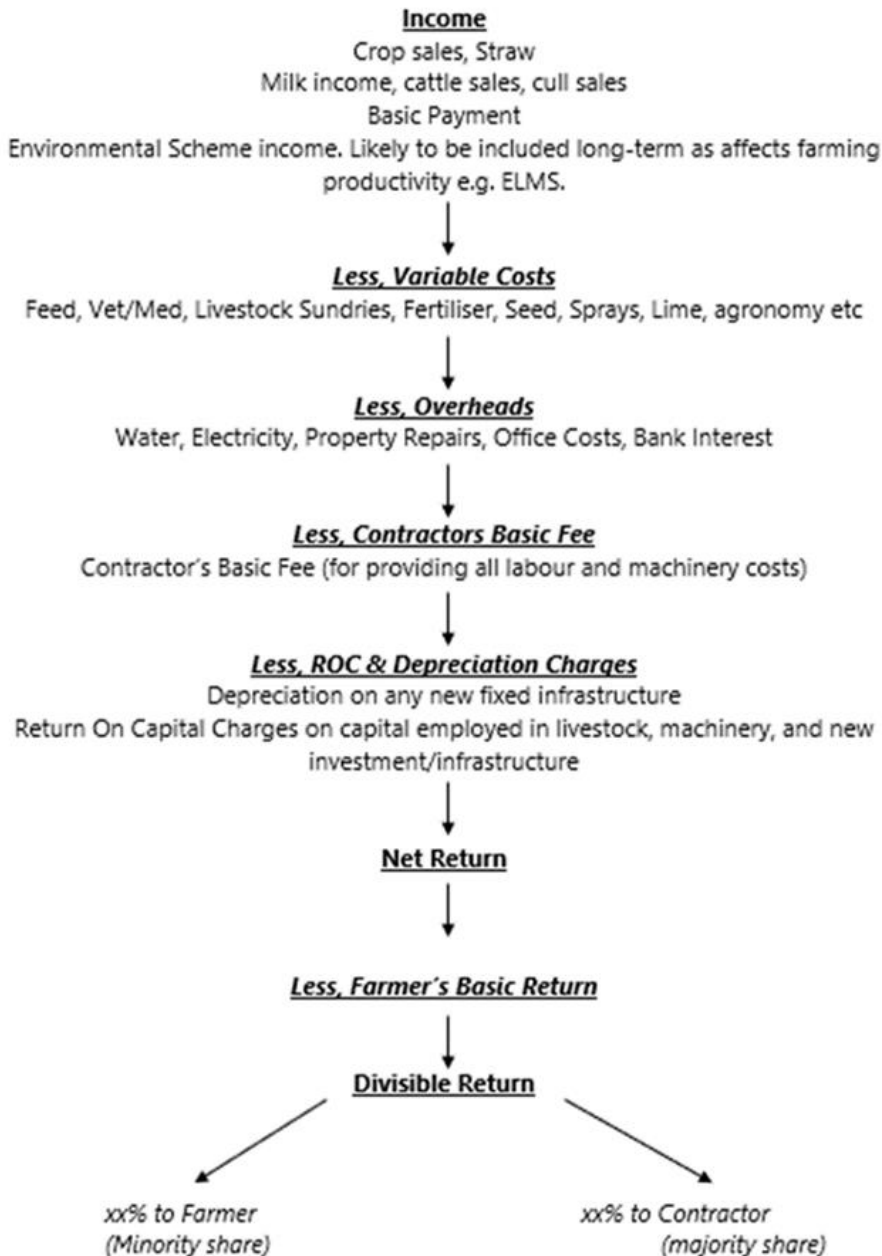 Income
Crop sales, Straw
Milk income, cattle sales, cull sales
Basic Payment
Environmental Scheme income. Likely to be included long-term as affects farming
productivity e.g. ELMS.
Less, Variable Costs
Feed, Vet/Med, Livestock Sundries, Fertiliser, Seed, Sprays, Lime, agronomy etc
Less, Overheads
Water, Electricity, Property Repairs, Office Costs, Bank Interest
Less, Contractors Basic Fee
Contractor's Basic Fee (for providing all labour and machinery costs)
Less, ROC & Depreciation Charges
Depreciation on any new fixed infrastructure
Return On Capital Charges on capital employed in livestock, machinery, and new
investment/infrastructure
Net Return
Less, Farmer's Basic Return
Divisible Return
xx% to Farmer
(Minority share)
xx% to Contractor
(majority share)